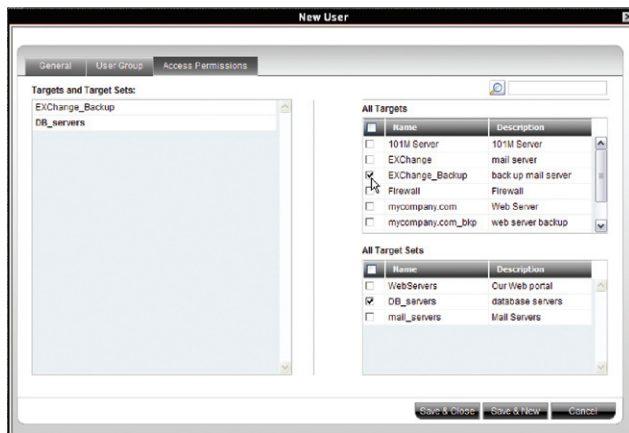 New User
General User Group Access Permissions
Targets and Target Sets:
EXChange_Backup
DB_servers
All Targets
Name Description
101M Server 101M Server
EXChange mail server
EXChange_Backup back up mail server
Firewall Firewall
mycompany.com Web Server
mycompany.com_bkp web server backup
All Target Sets
Name Description
WebServers Our Web portal
DB_servers database servers
mail_servers Mail Servers
Save & Close Save & New Cancel